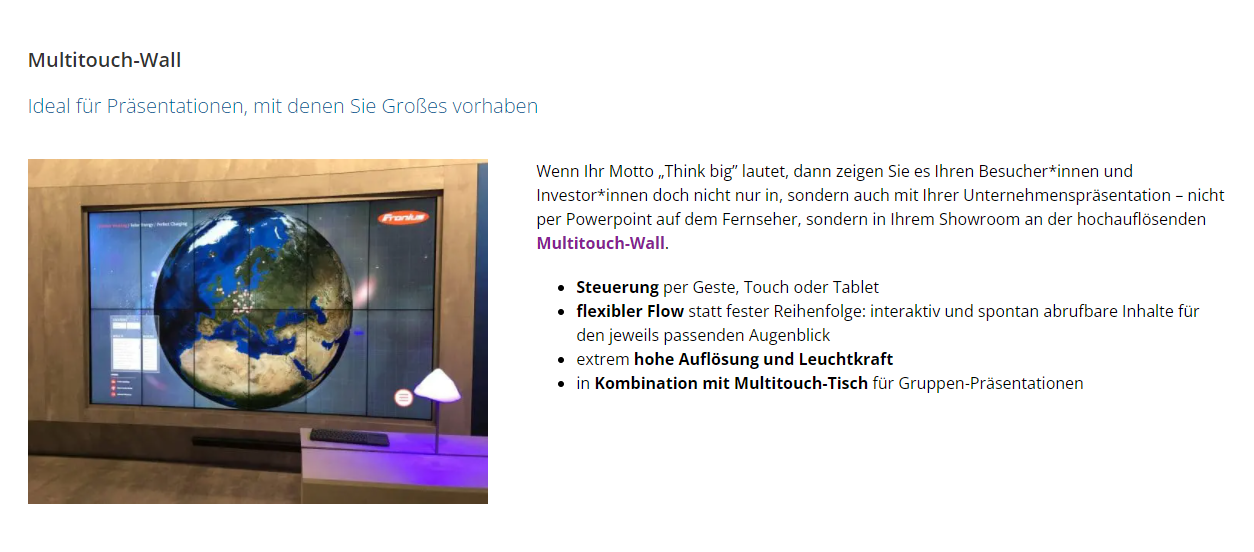 Multitouch-Wall
Ideal für Präsentationen, mit denen Sie Großes vorhaben
Fronius
Solar Energy / Perfect Charging
Wenn Ihr Motto „Think big” lautet, dann zeigen Sie es Ihren Besucher*innen und
Investor*innen doch nicht nur in, sondern auch mit Ihrer Unternehmenspräsentation – nicht
per Powerpoint auf dem Fernseher, sondern in Ihrem Showroom an der hochauflösenden
Multitouch-Wall.
Steuerung per Geste, Touch oder Tablet
flexibler Flow statt fester Reihenfolge: interaktiv und spontan abrufbare Inhalte für
den jeweils passenden Augenblick
extrem hohe Auflösung und Leuchtkraft
in Kombination mit Multitouch-Tisch für Gruppen-Präsentationen